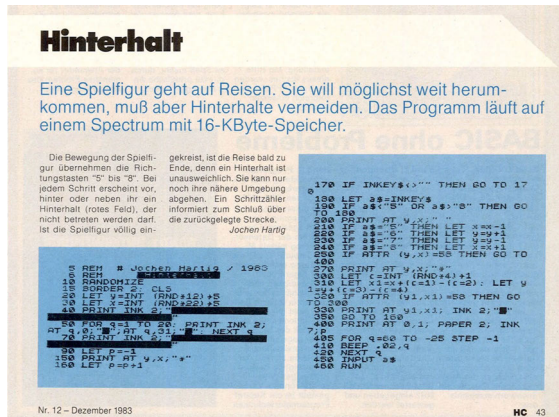 Hinterhalt
Eine Spielfigur geht auf Reisen. Sie will möglichst weit herum-
kommen, muß aber Hinterhalte vermeiden. Das Programm läuft auf
einem Spectrum mit 16-KByte-Speicher.
Die Bewegung der Spielfi-
gur übernehmen die Rich-
tungstasten "5" bis "8". Bei
jedem Schritt erscheint vor,
hinter oder neben ihr ein
Hinterhalt (rotes Feld), der
nicht betreten werden darf.
Ist die Spielfigur völlig ein-
gekreist, ist die Reise bald zu
Ende, denn ein Hinterhalt ist
unausweichlich. Sie kann nur
noch ihre nähere Umgebung
abgehen. Ein Schrittzähler
informiert zum Schluß über
die zurückgelegte Strecke.
Jochen Hartig
5 REM # Jochen Hartig / 1983
6 REM Hinterhalt
10 RANDOMIZE
15 BORDER 2: CLS
20 LET y=INT (RND*12)+5
30 LET x=INT (RND*22)+5
40 PRINT INK 2;"
"
50 FOR q=1 TO 20: PRINT INK 2;
AT q,0;"■";AT q,31;"■": NEXT q
70 PRINT INK 2;"
"
90 LET p=-1
150 PRINT AT y,x;"*"
160 LET p=p+1
170 IF INKEY$<>"" THEN GO TO 17
0
180 LET a$=INKEY$
190 IF a$<"5" OR a$>"8" THEN GO
TO 180
200 PRINT AT y,x;" "
210 IF a$="5" THEN LET x=x-1
220 IF a$="6" THEN LET y=y+1
230 IF a$="7" THEN LET y=y-1
240 IF a$="8" THEN LET x=x+1
250 IF ATTR (y,x)=58 THEN GO TO
400
270 PRINT AT y,x;"*"
300 LET c=INT (RND*4)+1
310 LET x1=x+(c=1)-(c=2): LET y
1=y+(c=3)-(c=4)
320 IF ATTR (y1,x1)=58 THEN GO
TO 300
330 PRINT AT y1,x1; INK 2;"■"
350 GO TO 160
400 PRINT AT 0,1; PAPER 2; INK
7;p
405 FOR q=60 TO -25 STEP -1
410 BEEP .02,q
420 NEXT q
450 INPUT a$
460 RUN
Nr. 12 – Dezember 1983
HC 43